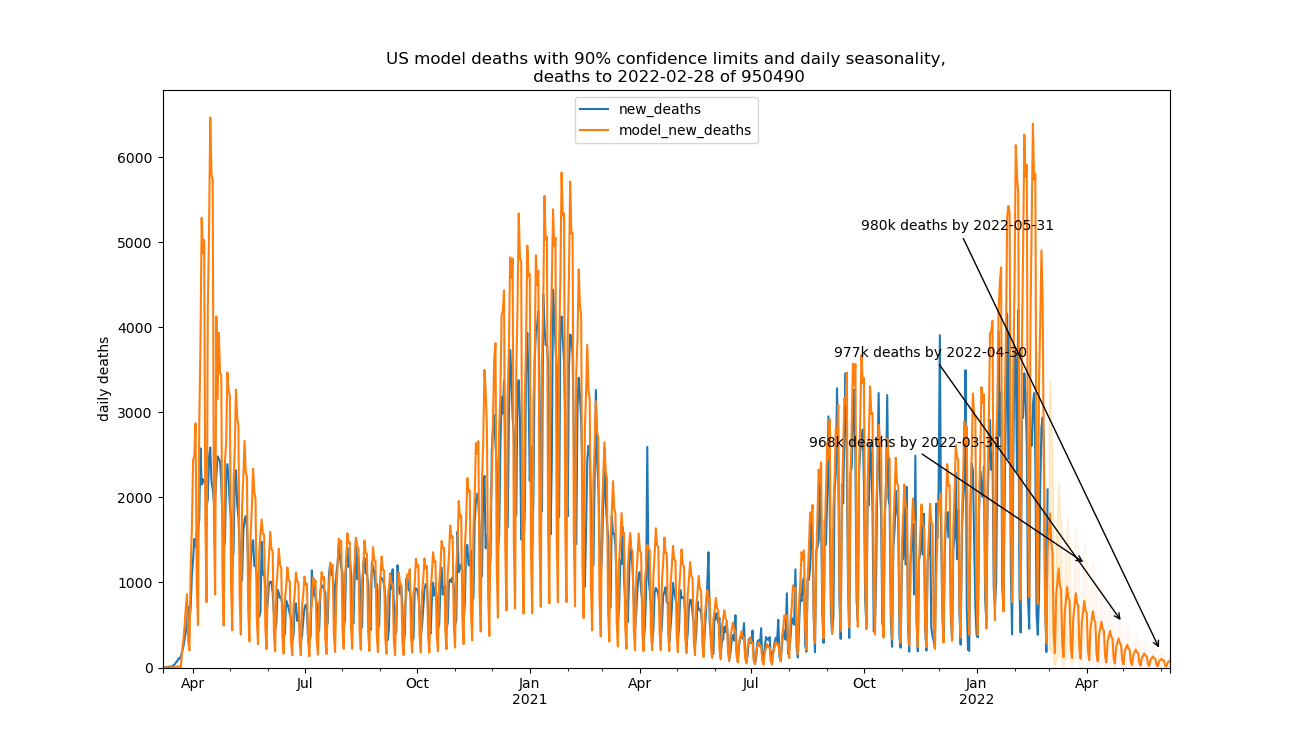 US model deaths with 90% confidence limits and daily seasonality,
deaths to 2022-02-28 of 950490
new_deaths
model_new_deaths
daily deaths
6000
5000
4000
3000
2000
1000
0
980k deaths by 2022-05-31
977k deaths by 2022-04-30
968k deaths by 2022-03-31
Apr
Jul
Oct
Jan
2021
Apr
Jul
Oct
Jan
2022
Apr